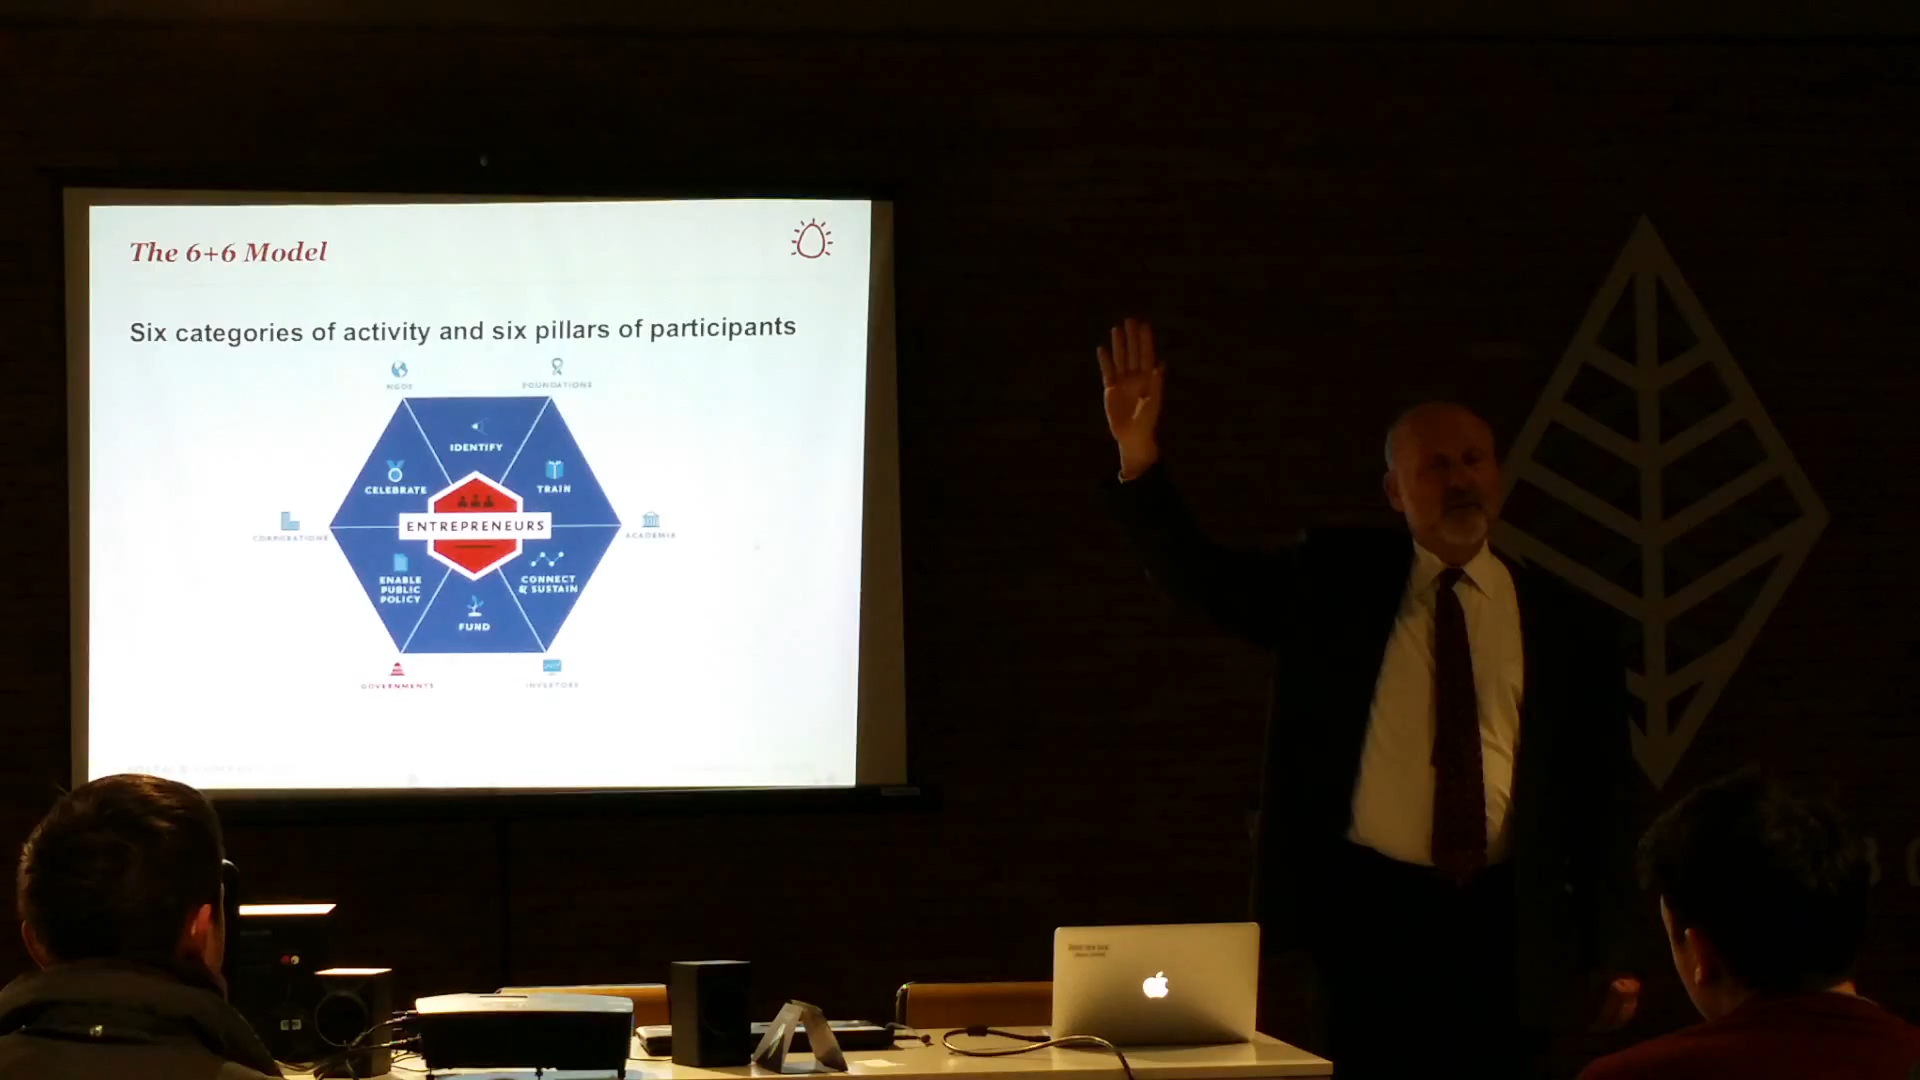 The 6+6 Model
Six categories of activity and six pillars of participants
NGOS
FOUNDATIONS
IDENTIFY
CELEBRATE
TRAIN
ENTREPRENEURS
CORPORATIONS
ACADEMIA
ENABLE
PUBLIC
POLICY
CONNECT
& SUSTAIN
FUND
GOVERNMENTS
INVESTORS